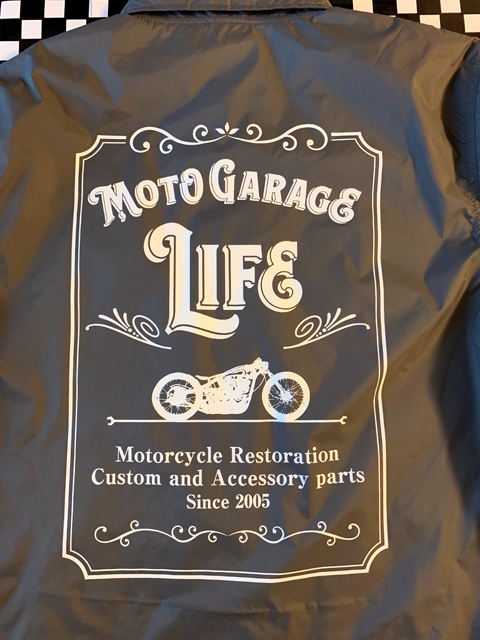 MOTO GARAGE
LIFE
Motorcycle Restoration
Custom and Accessory parts
Since 2005